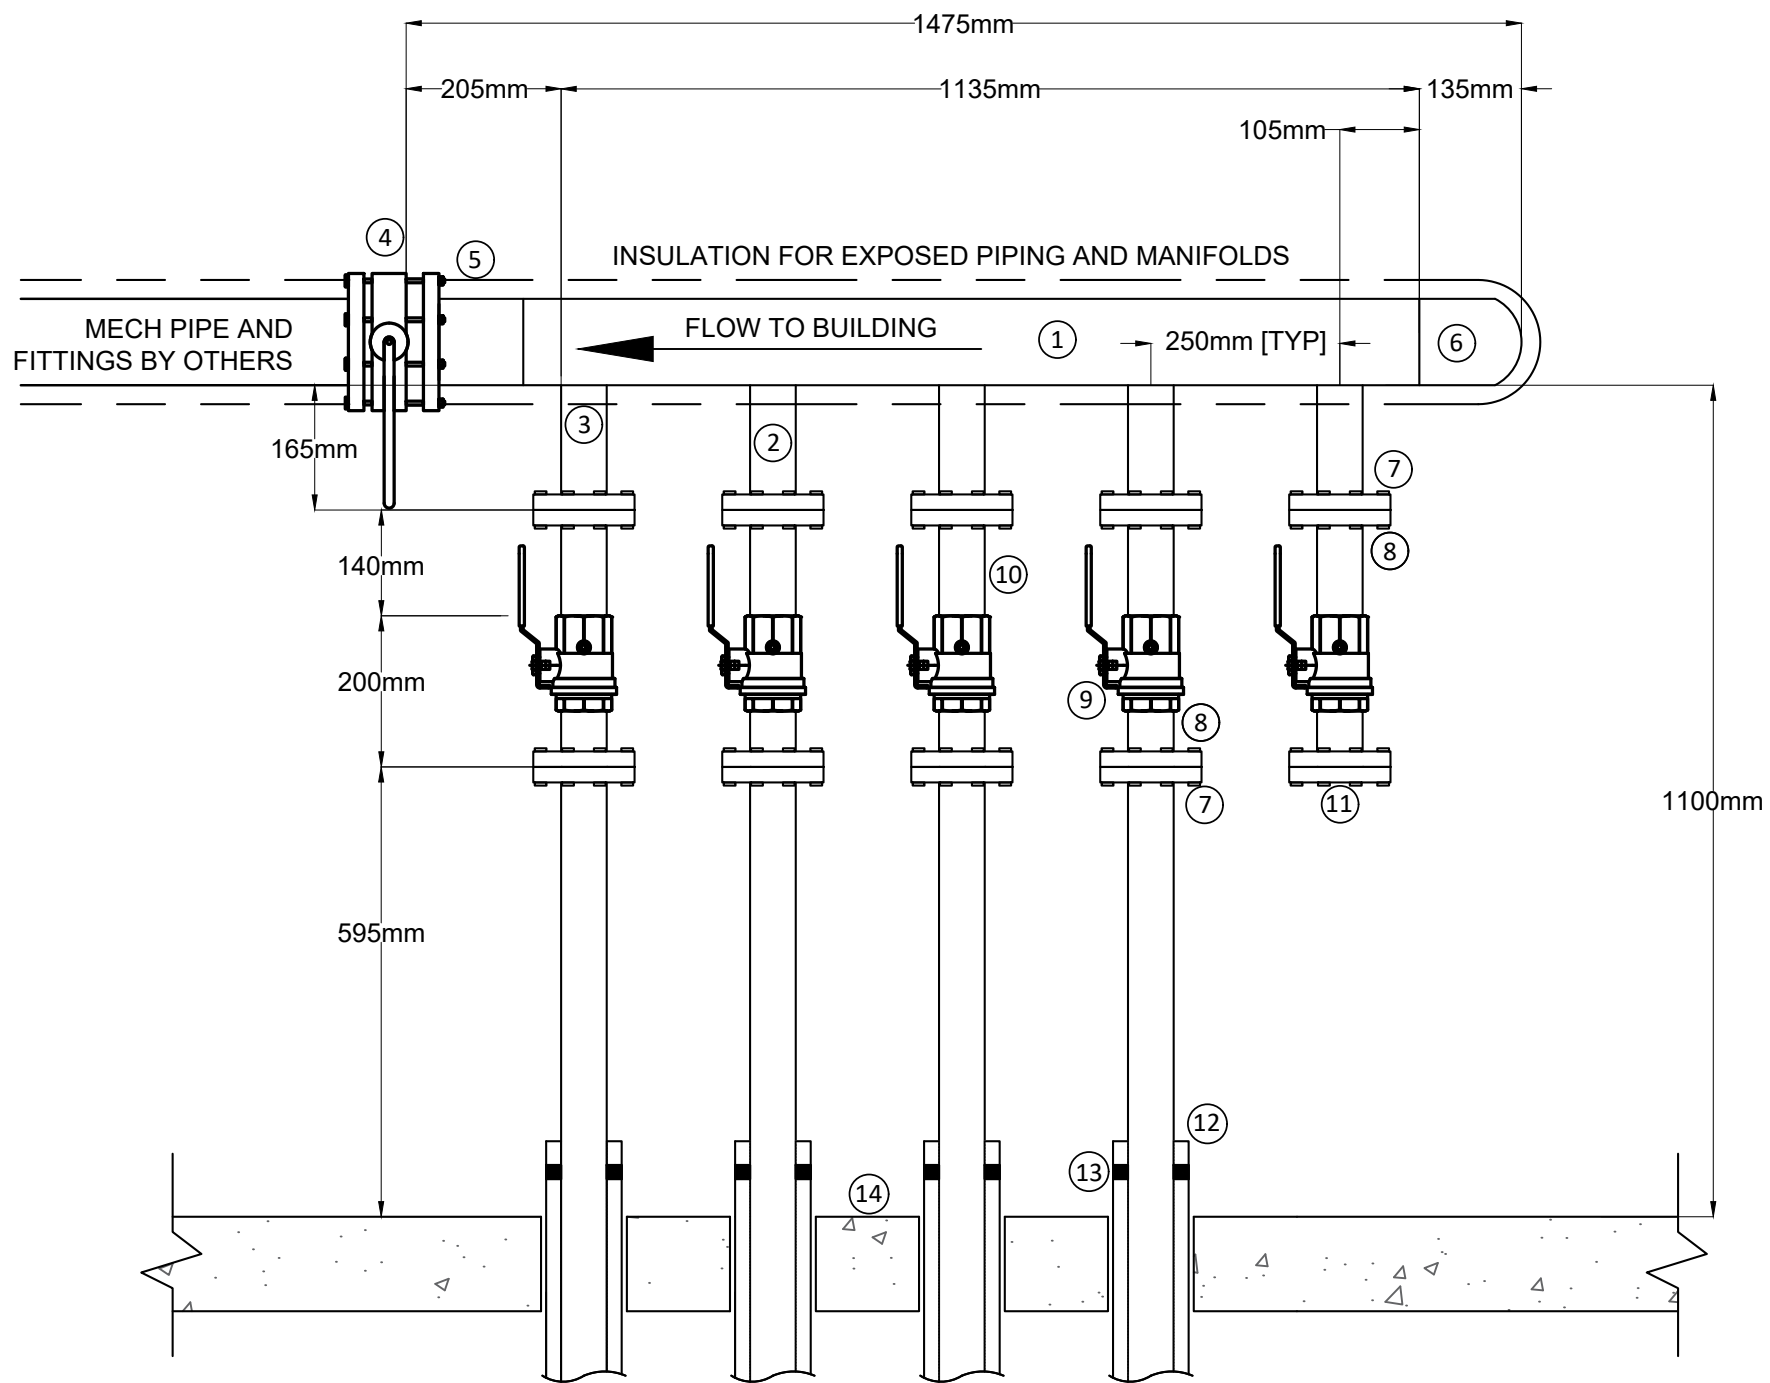 1475mm
205mm
1135mm
135mm
105mm
4
5
INSULATION FOR EXPOSED PIPING AND MANIFOLDS
MECH PIPE AND
FITTINGS BY OTHERS
FLOW TO BUILDING
1
250mm [TYP]
6
3
2
165mm
7
8
140mm
10
200mm
9
8
7
11
1100mm
595mm
12
13
14